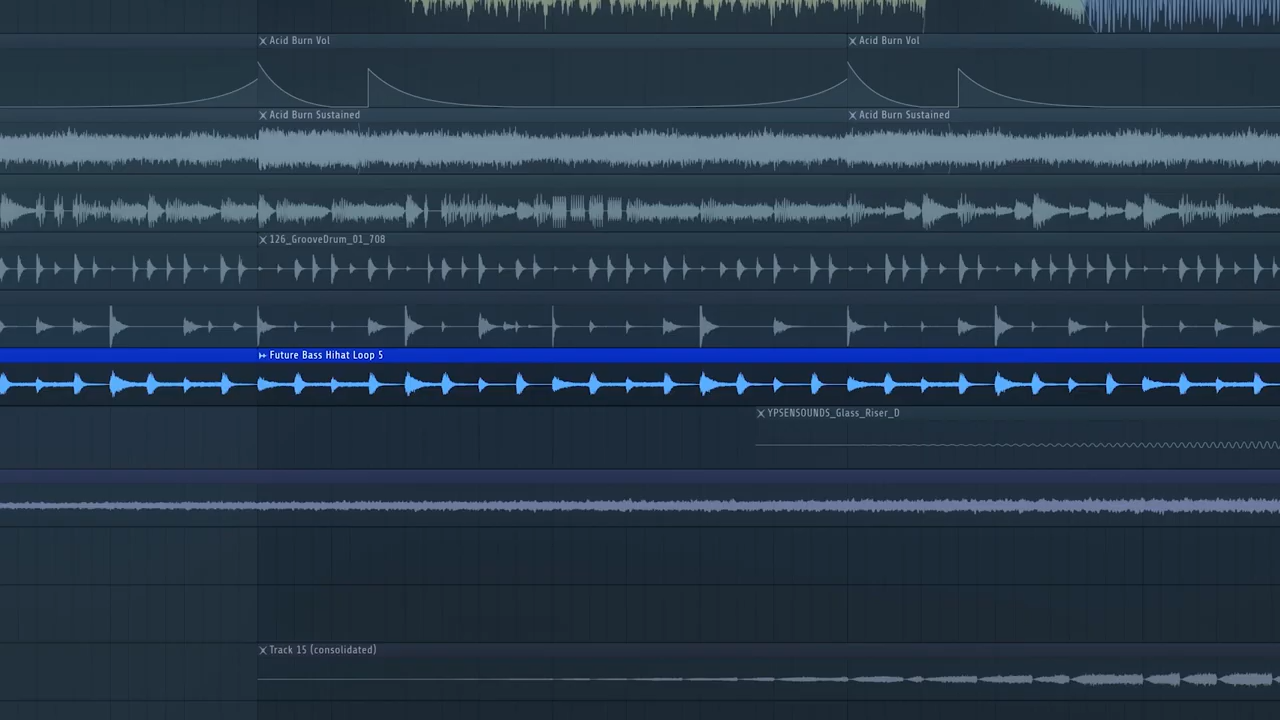 Acid Burn Vol
Acid Burn Vol
Acid Burn Sustained
Acid Burn Sustained
126_GrooveDrum_01_708
Future Bass Hihat Loop 5
YPSENSOUNDS_Glass_Riser_D
Track 15 (consolidated)